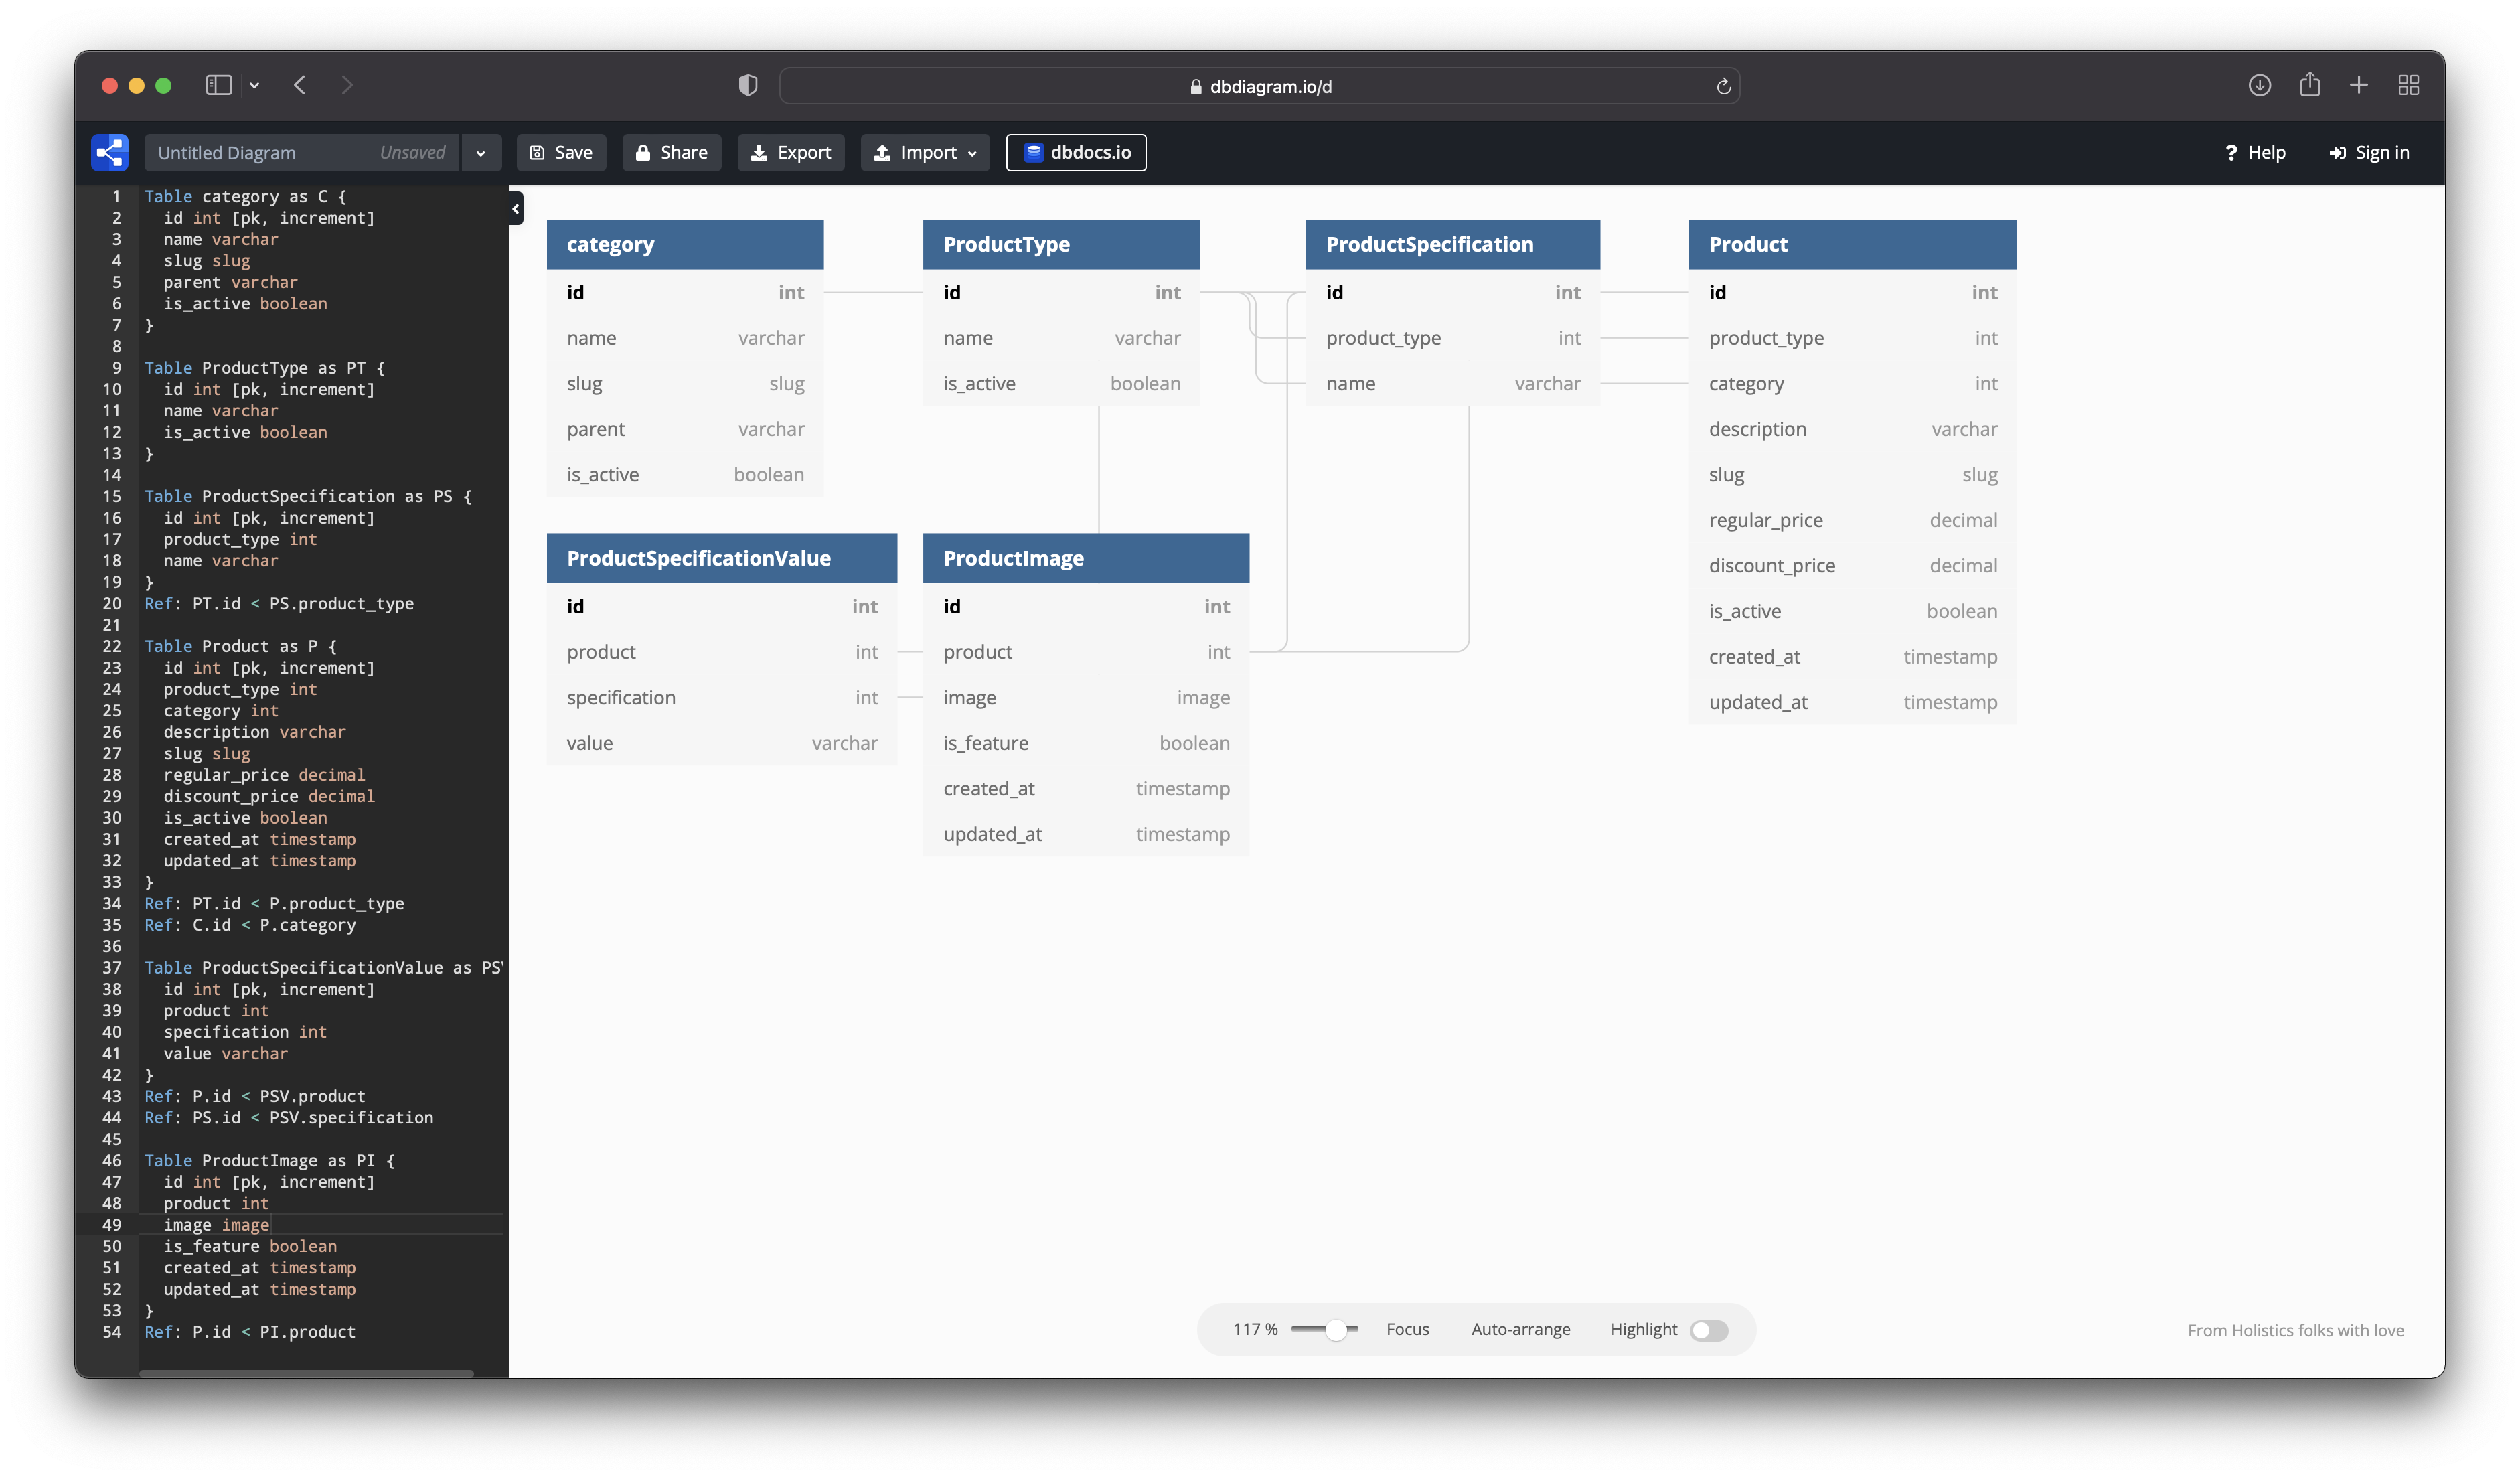 dbdiagram.io/d
Untitled Diagram Unsaved Save Share Export Import dbdocs.io Help Sign in
1 Table category as C {
2 id int [pk, increment]
3 name varchar
4 slug slug
5 parent varchar
6 is_active boolean
7 }
8
9 Table ProductType as PT {
10 id int [pk, increment]
11 name varchar
12 is_active boolean
13 }
14
15 Table ProductSpecification as PS {
16 id int [pk, increment]
17 product_type int
18 name varchar
19 }
20 Ref: PT.id < PS.product_type
21
22 Table Product as P {
23 id int [pk, increment]
24 product_type int
25 category int
26 description varchar
27 slug slug
28 regular_price decimal
29 discount_price decimal
30 is_active boolean
31 created_at timestamp
32 updated_at timestamp
33 }
34 Ref: PT.id < P.product_type
35 Ref: C.id < P.category
36
37 Table ProductSpecificationValue as PS
38 id int [pk, increment]
39 product int
40 specification int
41 value varchar
42 }
43 Ref: P.id < PSV.product
44 Ref: PS.id < PSV.specification
45
46 Table ProductImage as PI {
47 id int [pk, increment]
48 product int
49 image image
50 is_feature boolean
51 created_at timestamp
52 updated_at timestamp
53 }
54 Ref: P.id < PI.product
category
id int
name varchar
slug slug
parent varchar
is_active boolean
ProductType
id int
name varchar
is_active boolean
ProductSpecification
id int
product_type int
name varchar
Product
id int
product_type int
category int
description varchar
slug slug
regular_price decimal
discount_price decimal
is_active boolean
created_at timestamp
updated_at timestamp
ProductSpecificationValue
id int
product int
specification int
value varchar
ProductImage
id int
product int
image image
is_feature boolean
created_at timestamp
updated_at timestamp
117 % Focus Auto-arrange Highlight
From Holistics folks with love